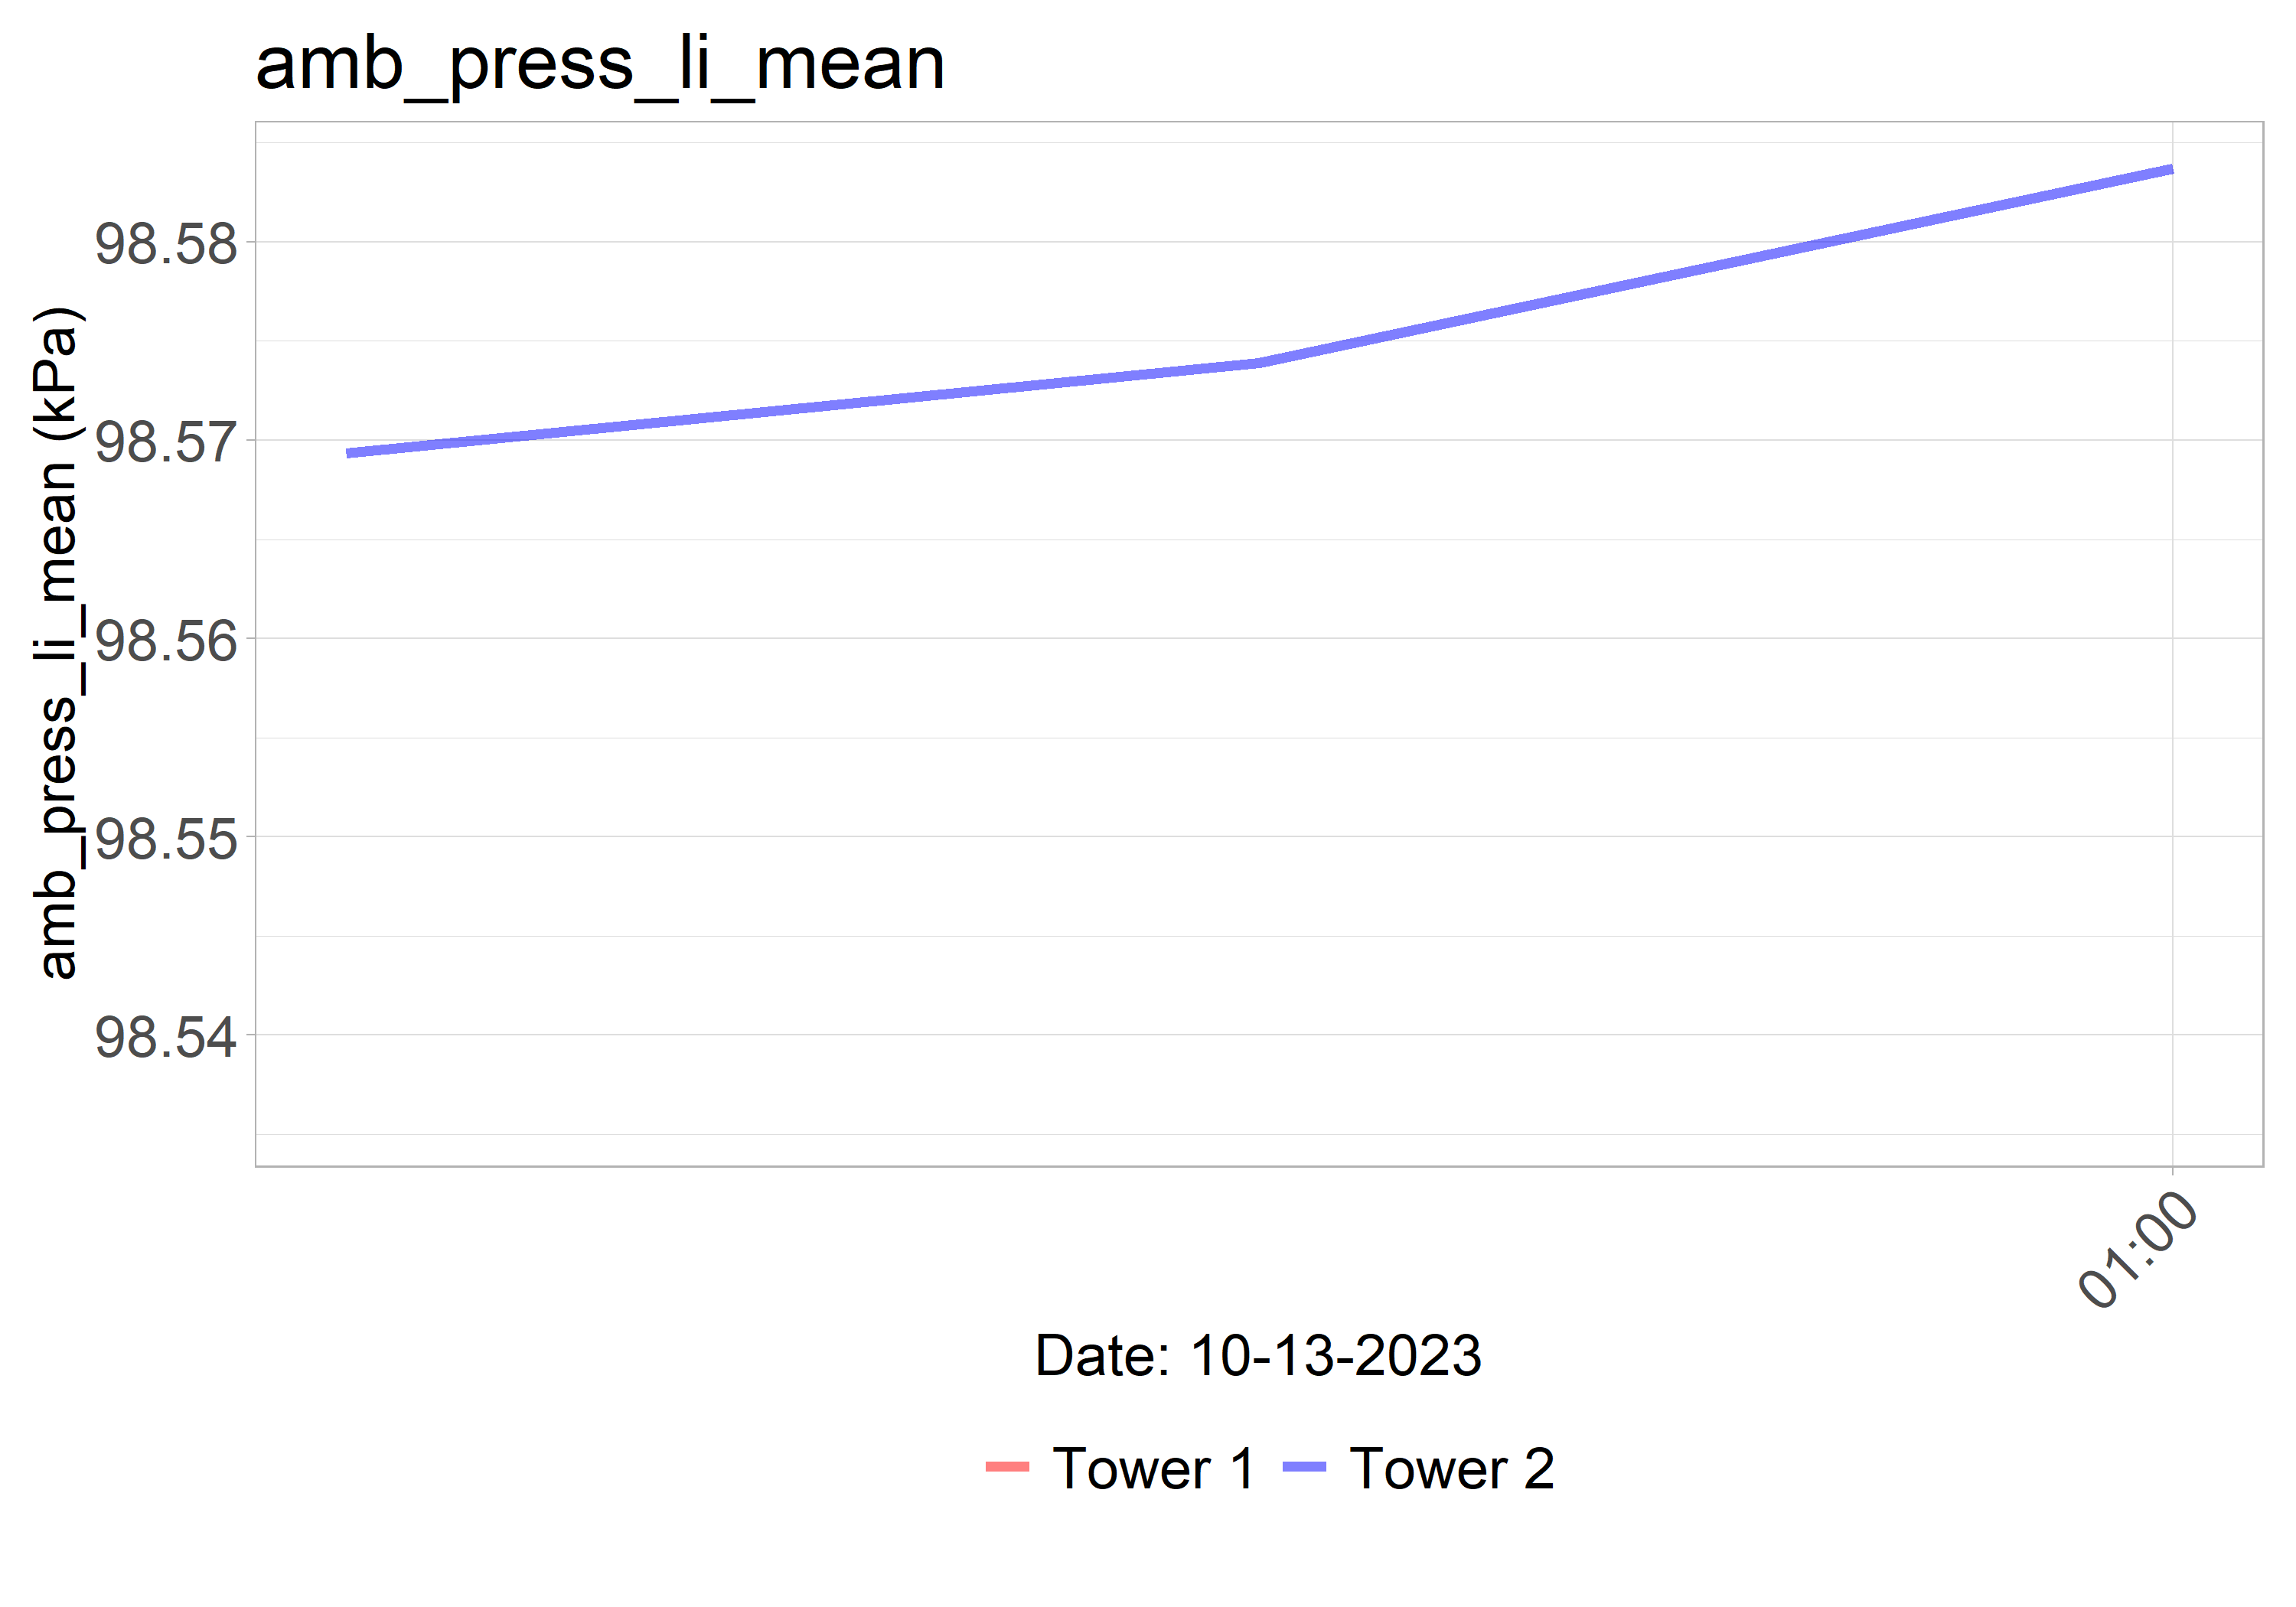 amb_press_li_mean
amb_press_li_mean (kPa)
98.58
98.57
98.56
98.55
98.54
01:00
Date: 10-13-2023
Tower 1 Tower 2